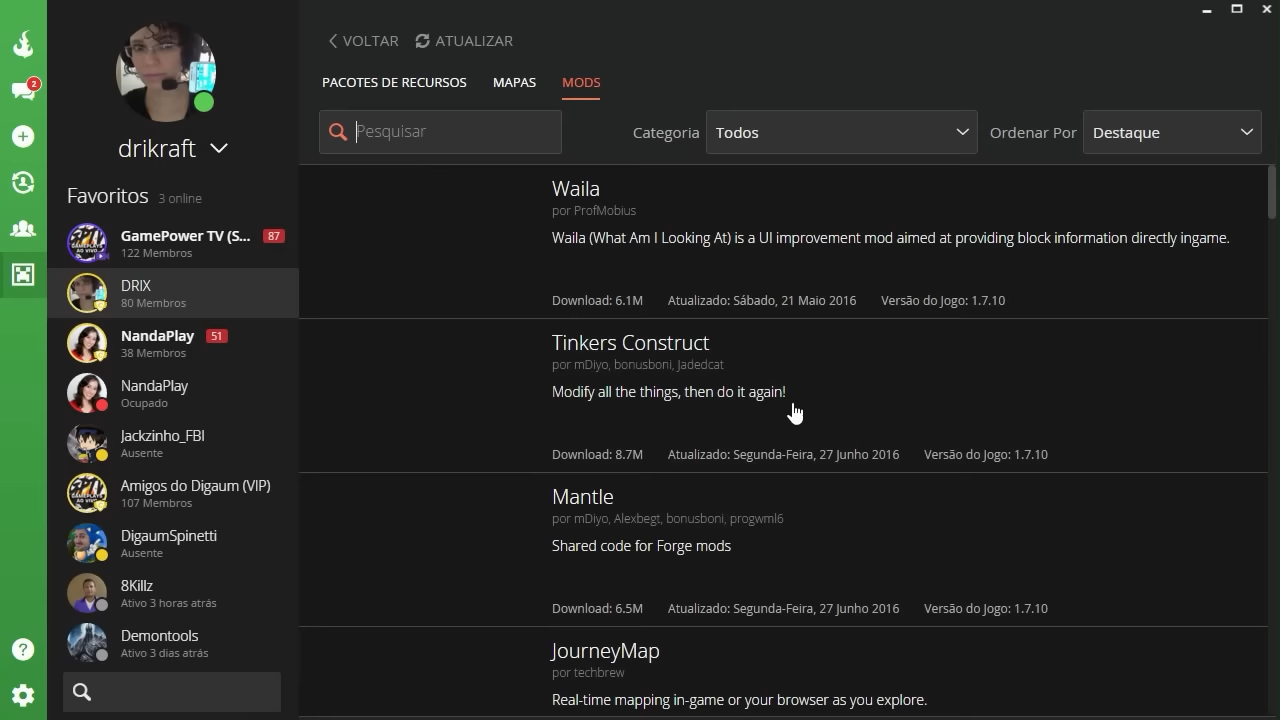 2
drikraft
Favoritos 3 online
GamePower TV (S... 87
122 Membros
DRIX
80 Membros
NandaPlay 51
38 Membros
NandaPlay
Ocupado
Jackzinho_FBI
Ausente
Amigos do Digaum (VIP)
107 Membros
DigaumSpinetti
Ausente
8Killz
Ativo 3 horas atrás
Demontools
Ativo 3 dias atrás
VOLTAR ATUALIZAR
PACOTES DE RECURSOS MAPAS MODS
Pesquisar Categoria Todos Ordenar Por Destaque
Waila
por ProfMobius
Waila (What Am I Looking At) is a UI improvement mod aimed at providing block information directly ingame.
Download: 6.1M Atualizado: Sábado, 21 Maio 2016 Versão do Jogo: 1.7.10
Tinkers Construct
por mDiyo, bonusboni, Jadedcat
Modify all the things, then do it again!
Download: 8.7M Atualizado: Segunda-Feira, 27 Junho 2016 Versão do Jogo: 1.7.10
Mantle
por mDiyo, Alexbegt, bonusboni, progwml6
Shared code for Forge mods
Download: 6.5M Atualizado: Segunda-Feira, 27 Junho 2016 Versão do Jogo: 1.7.10
JourneyMap
por techbrew
Real-time mapping in-game or your browser as you explore.